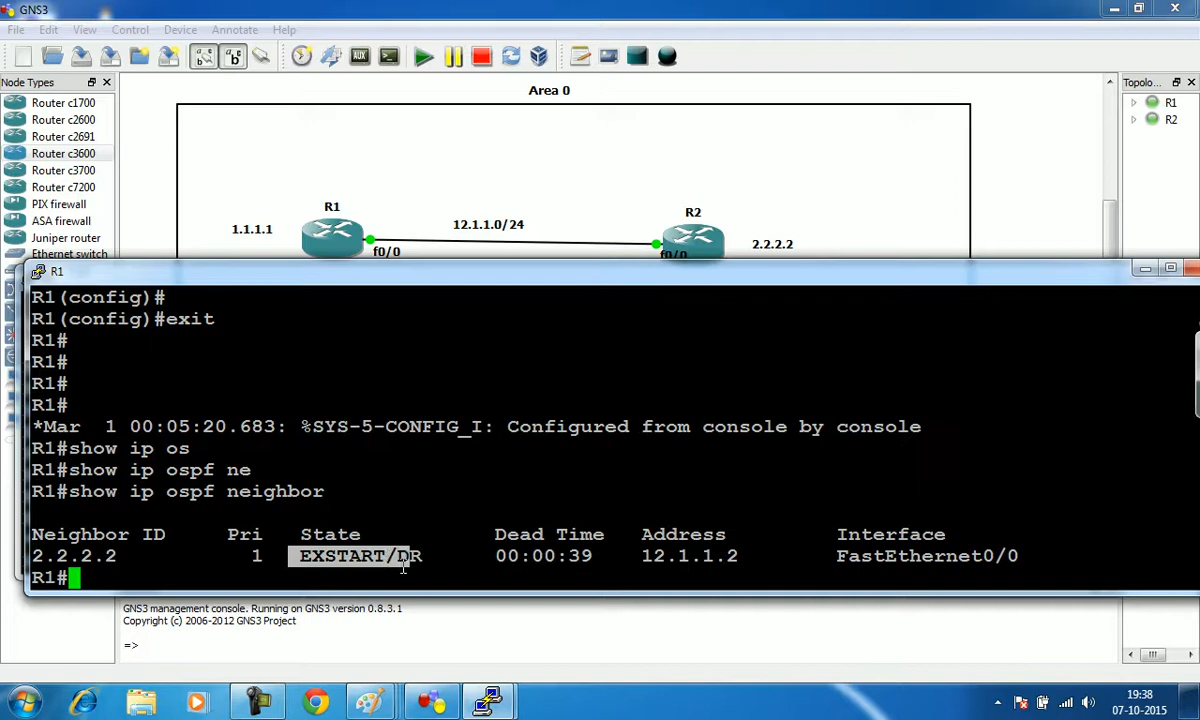 GNS3
File Edit View Control Device Annotate Help
Node Types
Router c1700
Router c2600
Router c2691
Router c3600
Router c3700
Router c7200
PIX firewall
ASA firewall
Juniper router
Ethernet switch
Area 0
R1
1.1.1.1
12.1.1.0/24
f0/0
R2
2.2.2.2
f0/0
Topolo...
R1
R2
R1
R1(config)#
R1(config)#exit
R1#
R1#
R1#
R1#
*Mar 1 00:05:20.683: %SYS-5-CONFIG_I: Configured from console by console
R1#show ip os
R1#show ip ospf ne
R1#show ip ospf neighbor
Neighbor ID Pri State Dead Time Address Interface
2.2.2.2 1 EXSTART/DR 00:00:39 12.1.1.2 FastEthernet0/0
R1#
GNS3 management console. Running on GNS3 version 0.8.3.1
Copyright (c) 2006-2012 GNS3 Project
=>
19:38
07-10-2015